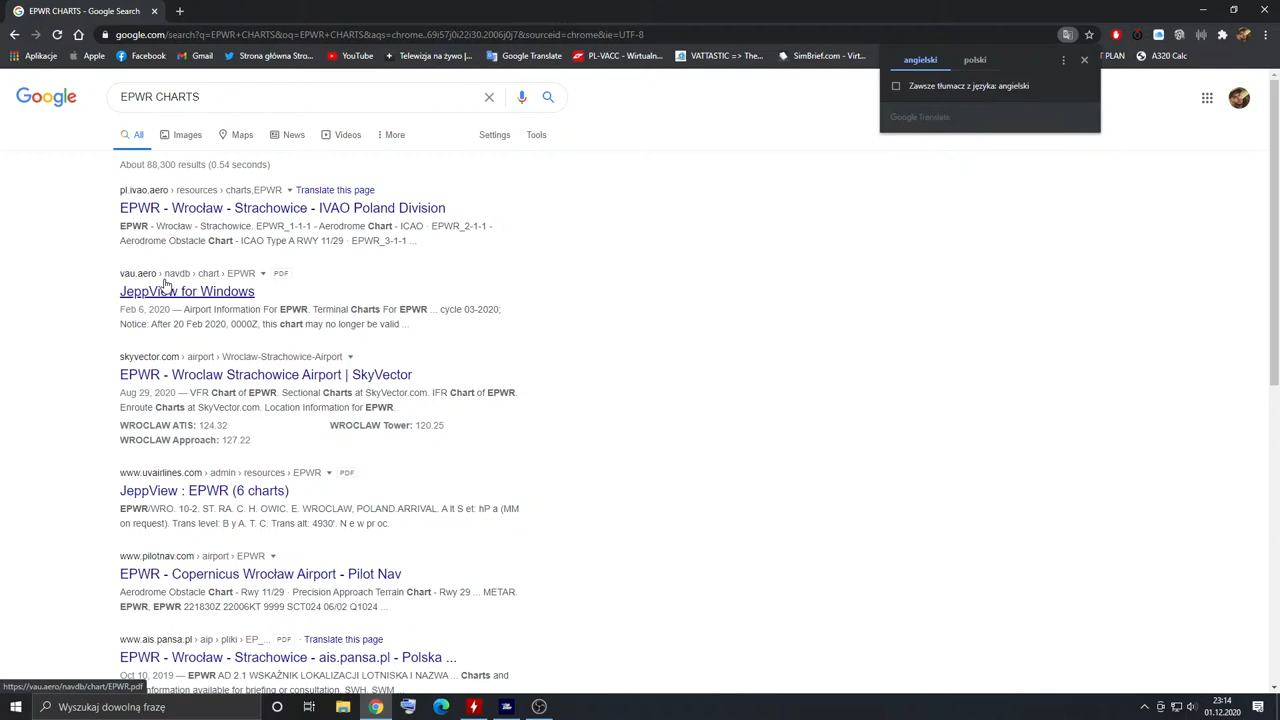 EPWR CHARTS - Google Search
google.com/search?q=EPWR+CHARTS&oq=EPWR+CHARTS&aqs=chrome..69i57j0i22i30.2006j0j7&sourceid=chrome&ie=UTF-8
Aplikacje
Apple
Facebook
Strawa Główna
YouTube
Telewizja na żywo /...
Google Tłumacz
PL-VACC - Wirtualn...
VATTASTIC — apron
SimBrief.com - Virt...
PLAN
A320 Calc
angielski
polski
Zawsze tłumacz z języka: angielski
Google Translate
Google
EPWR CHARTS
All
Images
Maps
News
Videos
More
Settings
Tools
About 88,300 results (0.54 seconds)
pl.ivao.aero › resources › charts,EPWR
Translate this page
EPWR - Wrocław - Strachowice - IVAO Poland Division
EPWR - Wrocław - Strachowice. EPWR_1-1-1 - Aerodrome Chart - ICAO · EPWR_2-1-1 -
Aerodrome Obstacle Chart - ICAO Type A RWY 11/29 · EPWR_3-1-1 ...
vau.aero › navdb › chart › EPWR
PDF
JeppView for Windows
Feb 6, 2020 — Airport Information For EPWR. Terminal Charts For EPWR ... cycle 03-2020;
Notice: After 20 Feb 2020, 0000Z, this chart may no longer be valid ...
skyvector.com › airport › Wroclaw-Strachowice-Airport
EPWR - Wroclaw Strachowice Airport | SkyVector
Aug 29, 2020 — VFR Chart of EPWR. Sectional Charts at SkyVector.com. IFR Chart of EPWR.
Enroute Charts at SkyVector.com. Location Information for EPWR.
WROCLAW ATIS: 124.32
WROCLAW Tower: 120.25
WROCLAW Approach: 127.22
www.uvairlines.com › admin › resources › EPWR
PDF
JeppView : EPWR (6 charts)
EPWR/WRO. 10-2. ST. RA. C. H. OWIC. E. WROCLAW, POLAND.ARRIVAL. A lt S et: hP a (MM
on request). Trans level: B y A. T. C. Trans alt: 4930'. N e w pr oc.
www.pilotnav.com › airport › EPWR
EPWR - Copernicus Wrocław Airport - Pilot Nav
Aerodrome Obstacle Chart - Rwy 11/29 · Precision Approach Terrain Chart - Rwy 29 ... METAR.
EPWR, EPWR 221830Z 22006KT 9999 SCT024 06/02 Q1024 ...
www.ais.pansa.pl › aip › pliki › EP_...
PDF
· Translate this page
EPWR - Wrocław - Strachowice - ais.pansa.pl - Polska ...
Oct 10, 2019 — EPWR AD 2.1 WSKAŹNIK LOKALIZACJI LOTNISKA I NAZWA ... Charts and
information available for briefing or consultation. SWH, SWM ...
https://vau.aero/navdb/chart/EPWR.pdf
Wyszukaj dowolną frazę
23:14
01.12.2020